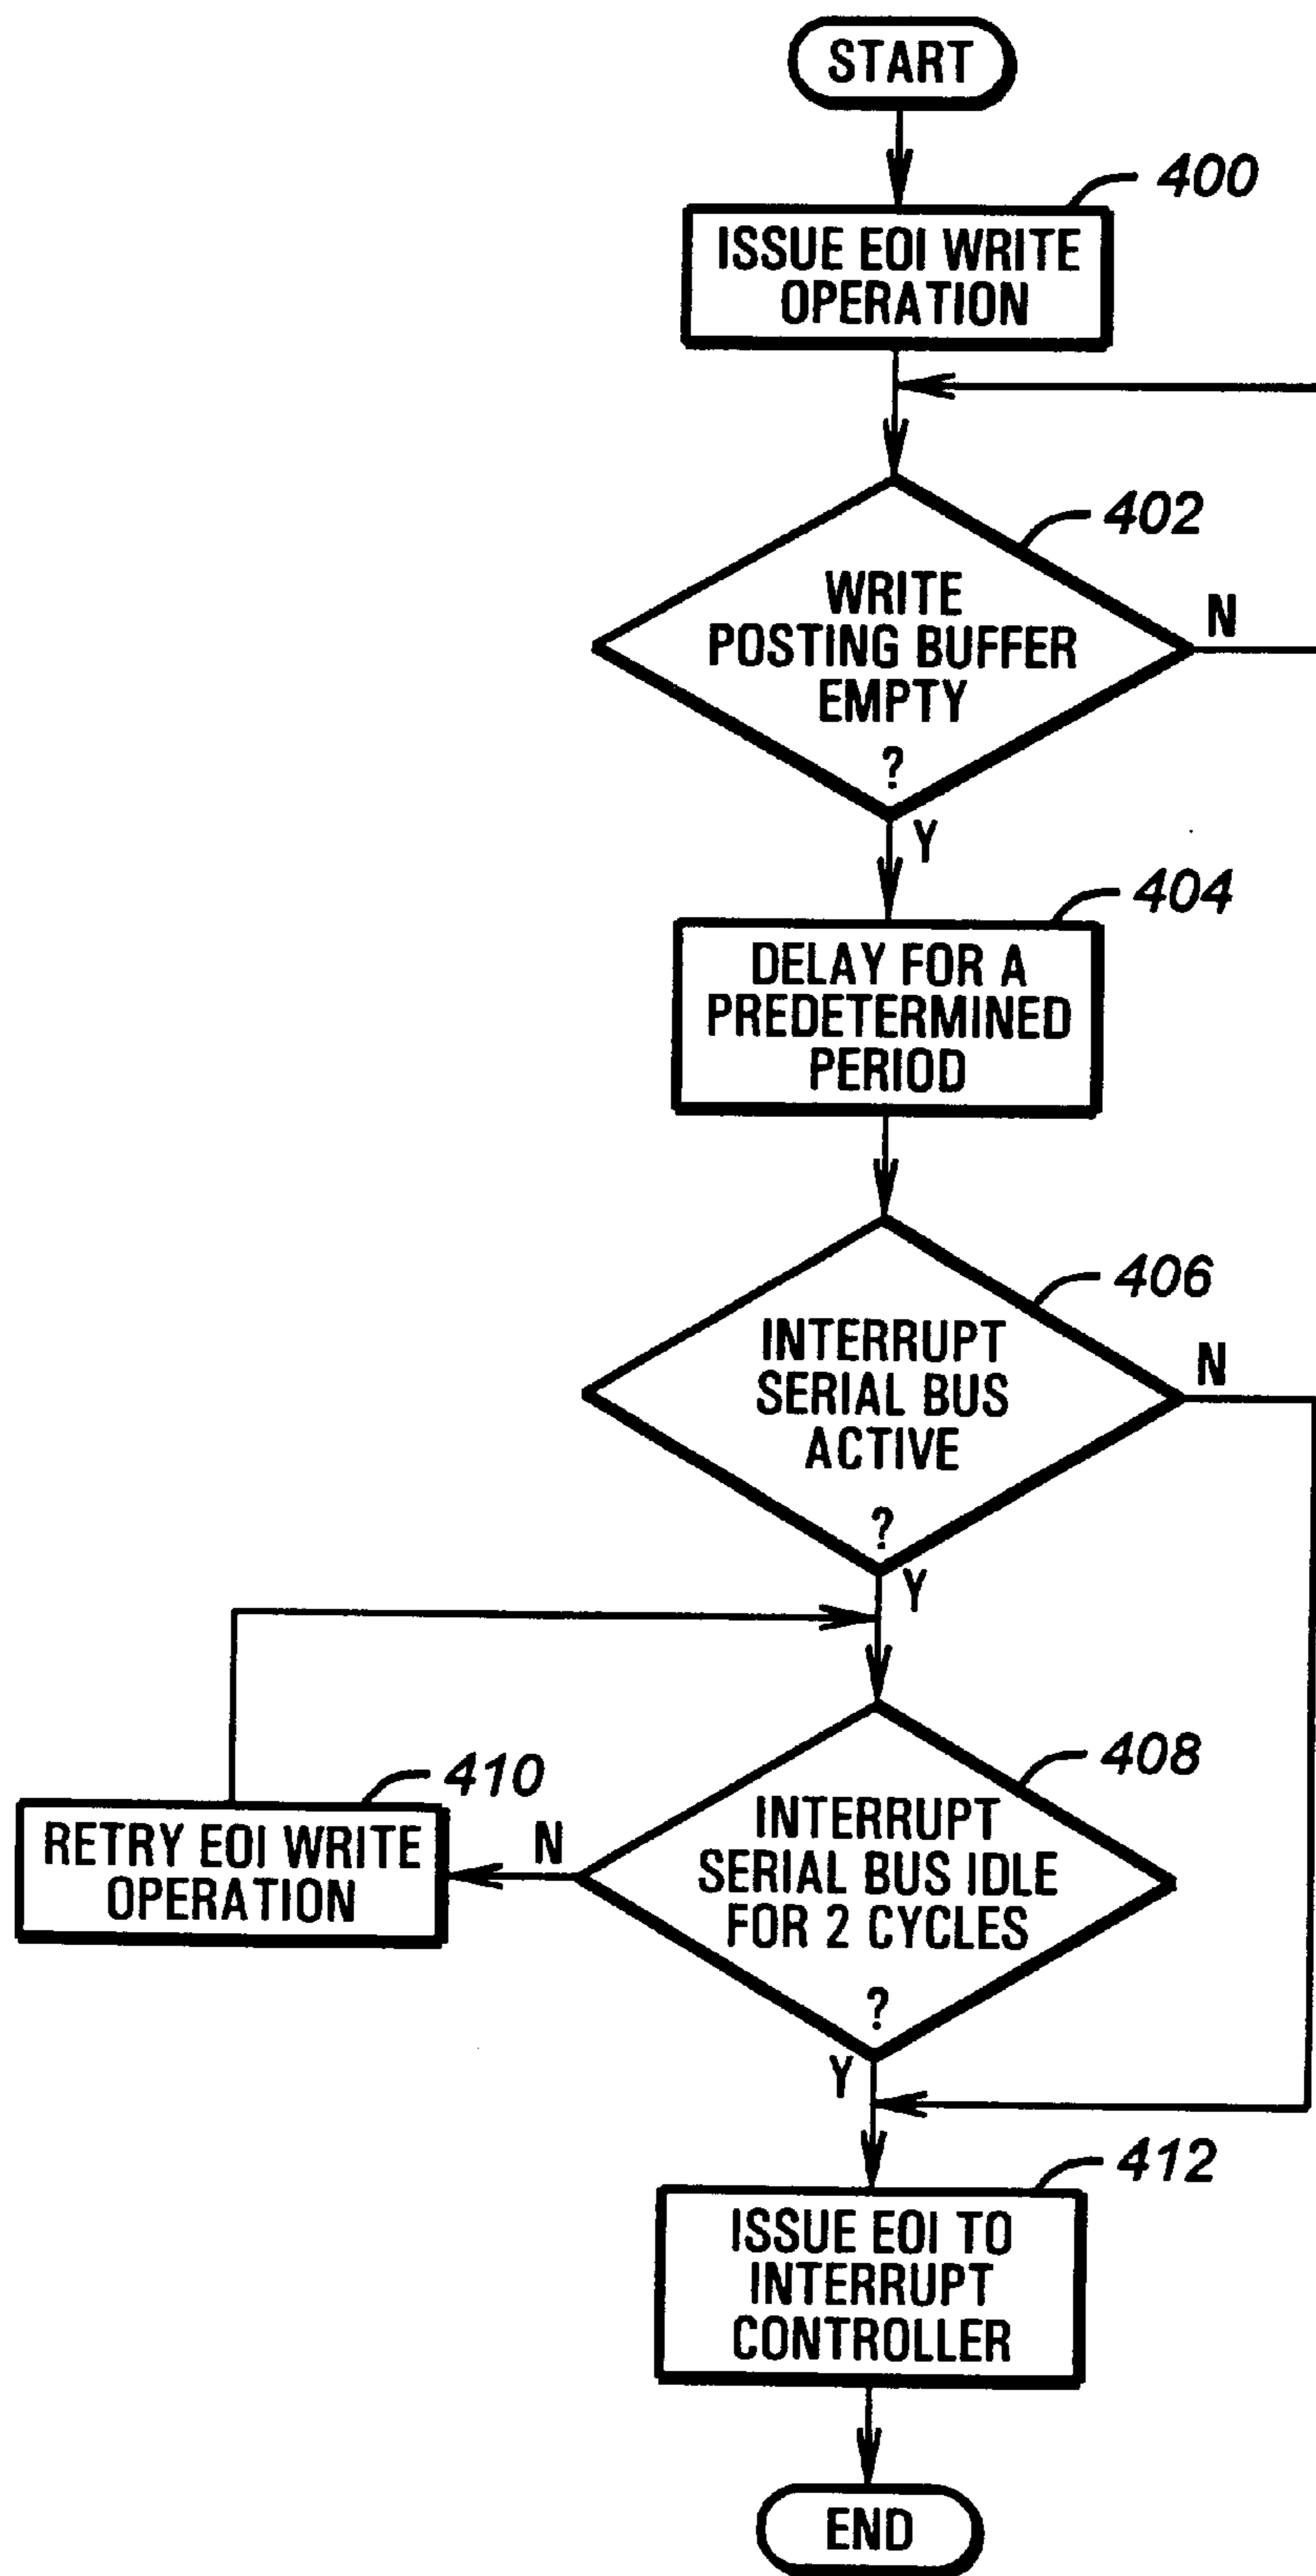 START
400
ISSUE EOI WRITE
OPERATION
402
WRITE
POSTING BUFFER
EMPTY
?
N
Y
404
DELAY FOR A
PREDETERMINED
PERIOD
406
INTERRUPT
SERIAL BUS
ACTIVE
?
N
Y
408
INTERRUPT
SERIAL BUS IDLE
FOR 2 CYCLES
?
N
410
RETRY EOI WRITE
OPERATION
Y
412
ISSUE EOI TO
INTERRUPT
CONTROLLER
END